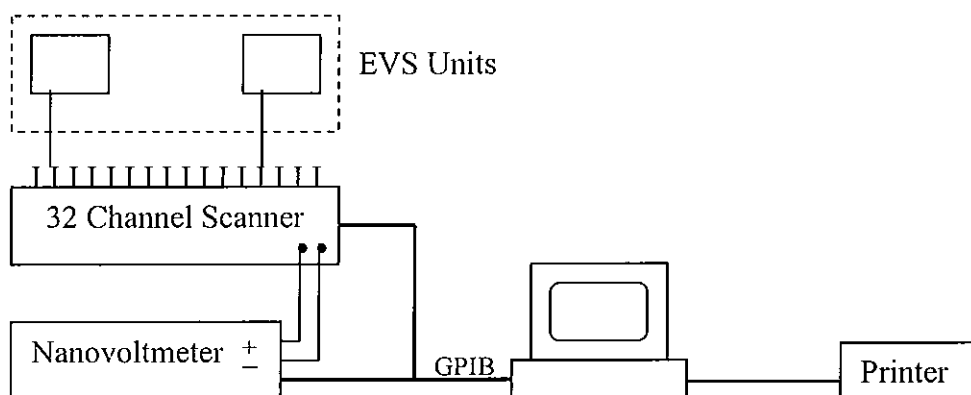 EVS Units
32 Channel Scanner
Nanovoltmeter + −
GPIB
Printer